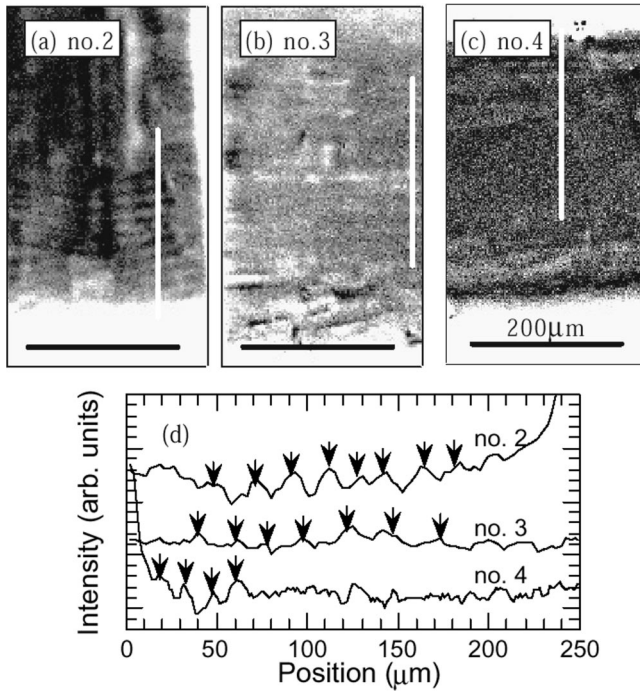 (a) no.2
(b) no.3
(c) no.4
200μm
(d)
no. 2
no. 3
no. 4
Intensity (arb. units)
0 50 100 150 200 250
Position (μm)